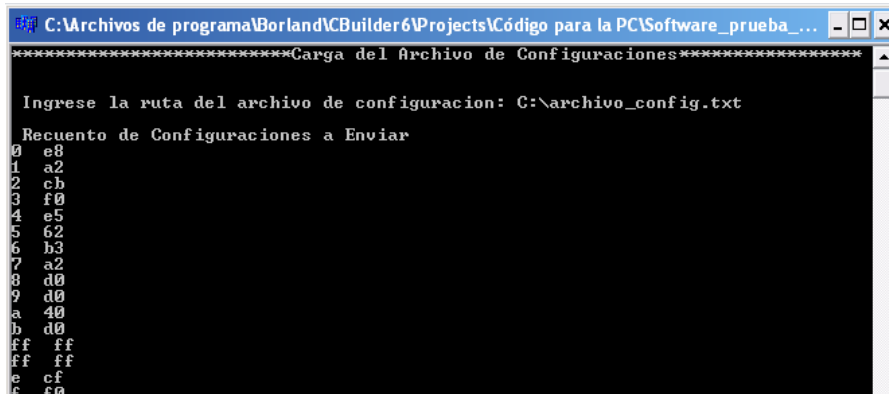 C:\Archivos de programa\Borland\CBuilder6\Projects\Código para la PC\Software_prueba_...
***************************Carga del Archivo de Configuraciones*****************
Ingrese la ruta del archivo de configuracion: C:\archivo_config.txt
Recuento de Configuraciones a Enviar
0 e8
1 a2
2 cb
3 f0
4 e5
5 62
6 b3
7 a2
8 d0
9 d0
a 40
b d0
ff ff
ff ff
e cf
f f0